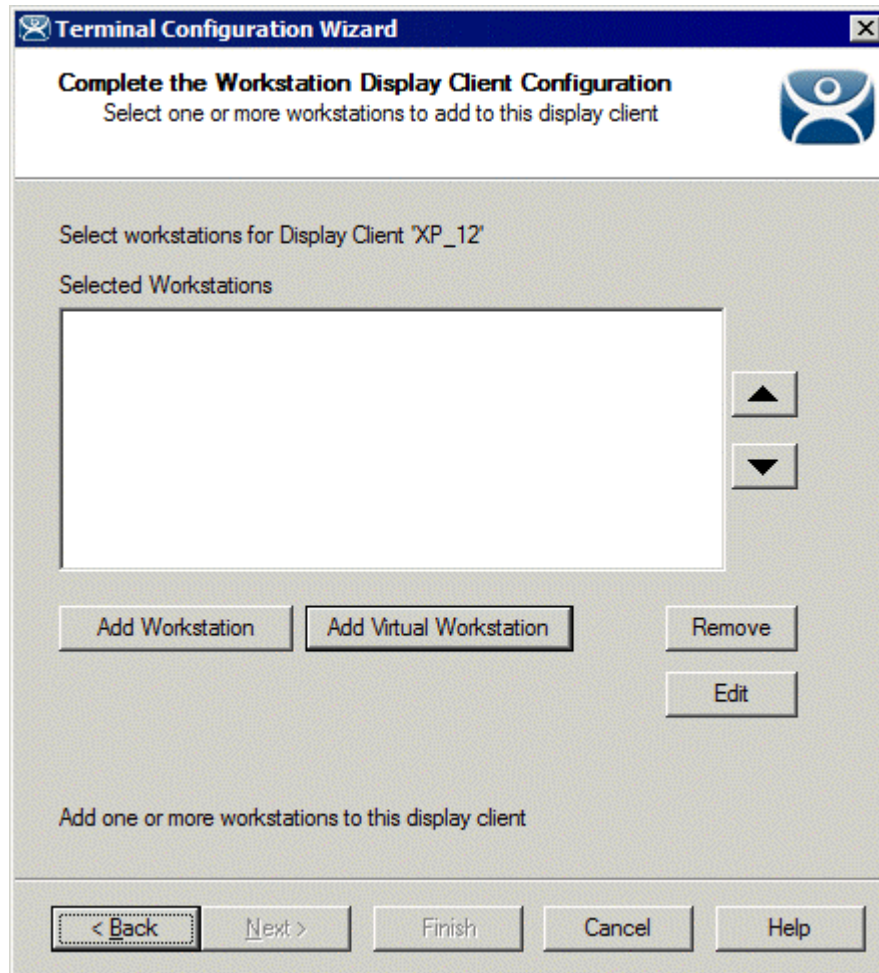 Terminal Configuration Wizard
Complete the Workstation Display Client Configuration
Select one or more workstations to add to this display client
Select workstations for Display Client 'XP_12'
Selected Workstations
Add Workstation
Add Virtual Workstation
Remove
Edit
Add one or more workstations to this display client
< Back
Next >
Finish
Cancel
Help